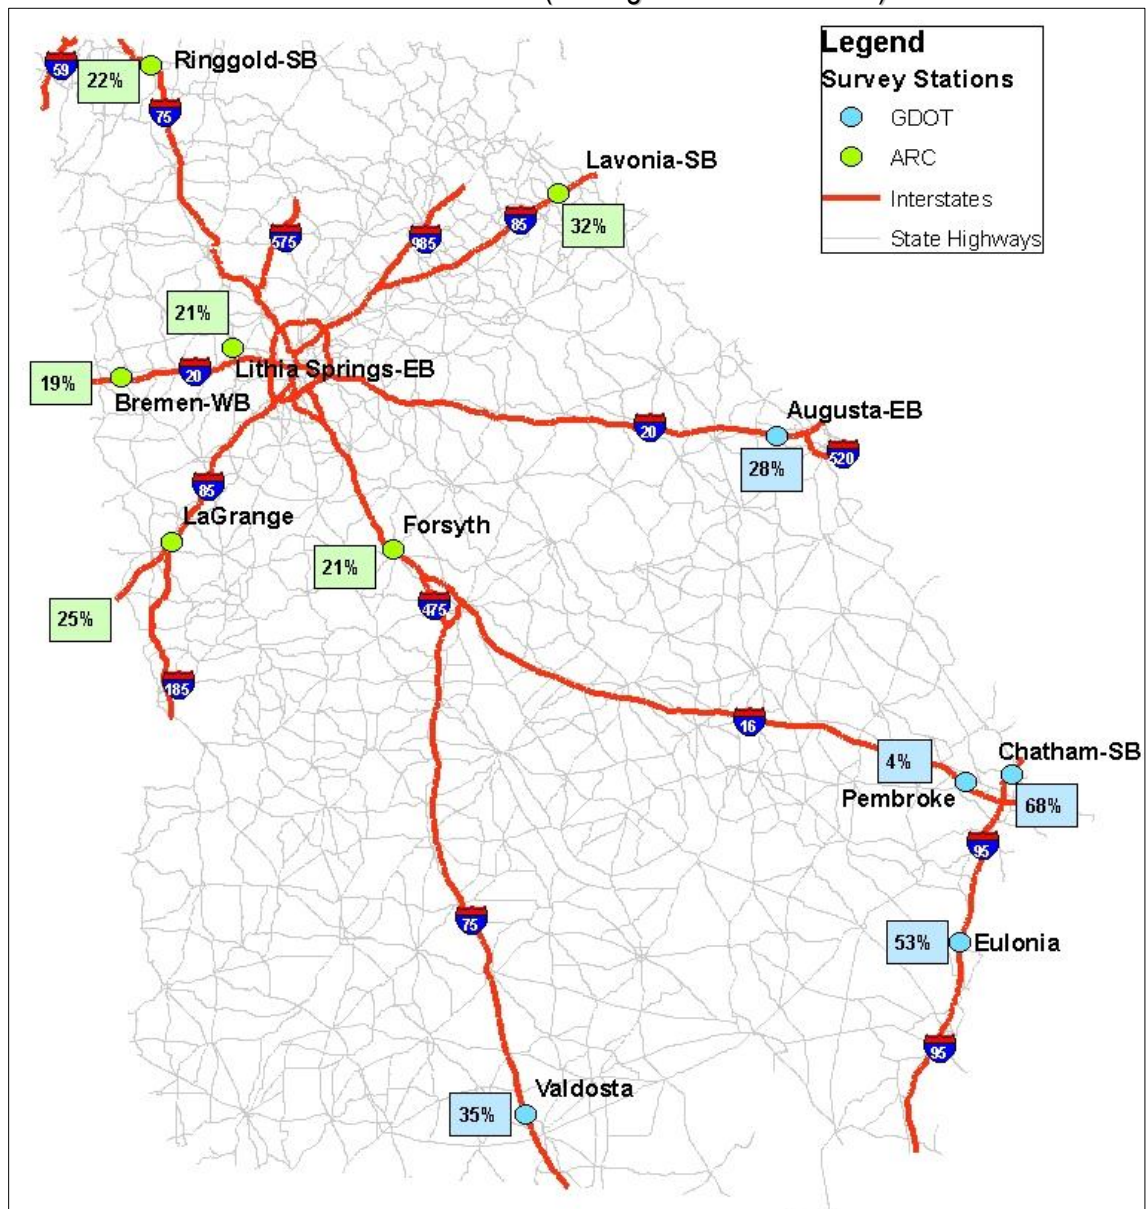 Legend
Survey Stations
GDOT
ARC
Interstates
State Highways
59
22%
Ringgold-SB
75
Lavonia-SB
32%
85
985
575
21%
Lithia Springs-EB
19%
20
Bremen-WB
Augusta-EB
20
520
28%
85
LaGrange
25%
185
Forsyth
21%
475
16
4%
Pembroke
Chatham-SB
68%
95
53%
Eulonia
95
75
Valdosta
35%